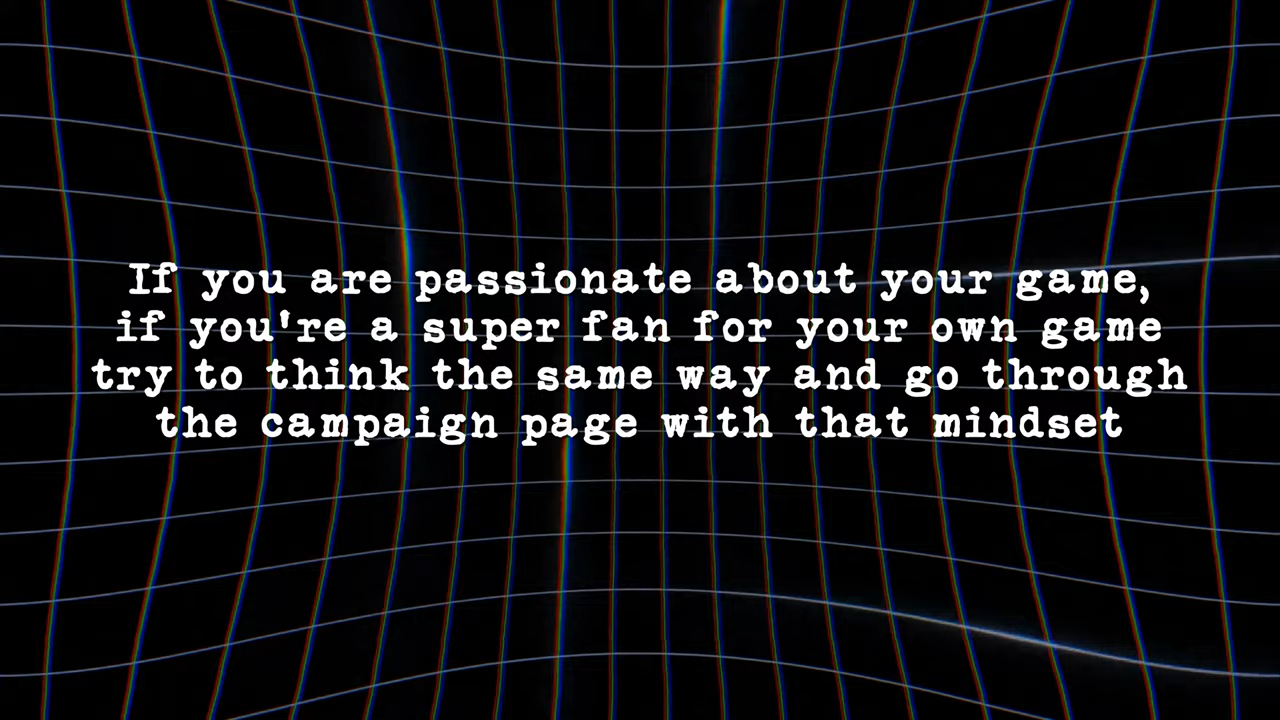 If you are passionate about your game,
if you're a super fan for your own game
try to think the same way and go through
the campaign page with that mindset